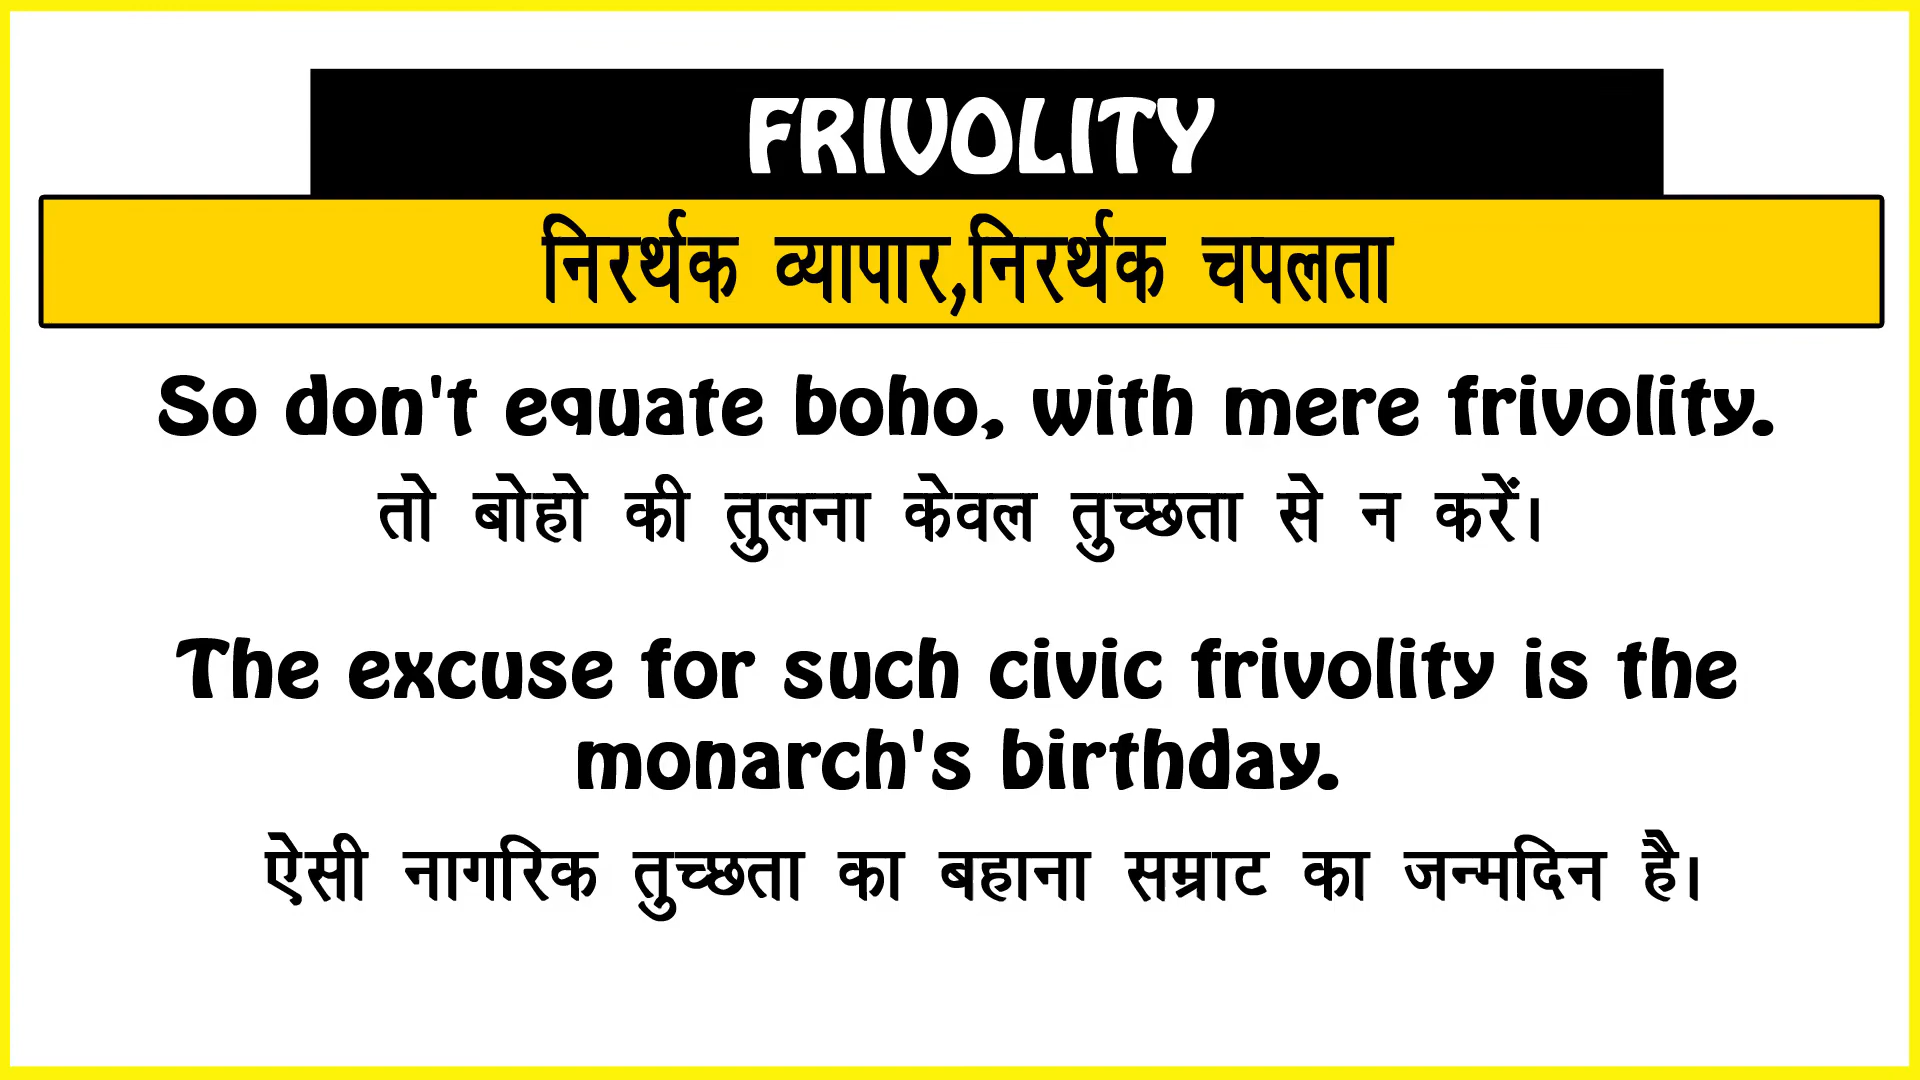 FRIVOLITY
निरर्थक व्यापार,निरर्थक चपलता
So don't equate boho, with mere frivolity.
तो बोहो की तुलना केवल तुच्छता से न करें।
The excuse for such civic frivolity is the
monarch's birthday.
ऐसी नागरिक तुच्छता का बहाना सम्राट का जन्मदिन है।